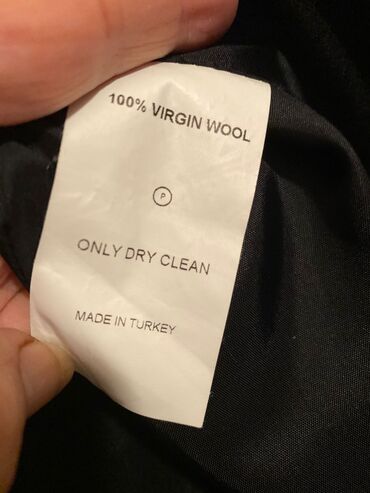 100% VIRGIN WOOL
P
ONLY DRY CLEAN
MADE IN TURKEY